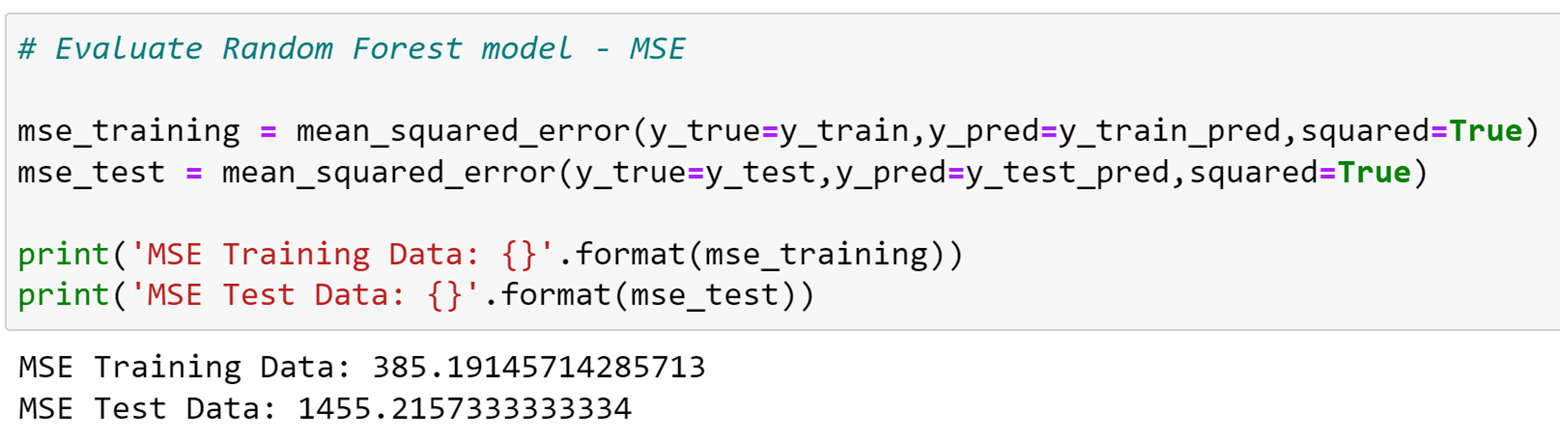 # Evaluate Random Forest model - MSE
mse_training = mean_squared_error(y_true=y_train,y_pred=y_train_pred,squared=True)
mse_test = mean_squared_error(y_true=y_test,y_pred=y_test_pred,squared=True)
print('MSE Training Data: {}'.format(mse_training))
print('MSE Test Data: {}'.format(mse_test))
MSE Training Data: 385.19145714285713
MSE Test Data: 1455.2157333333334